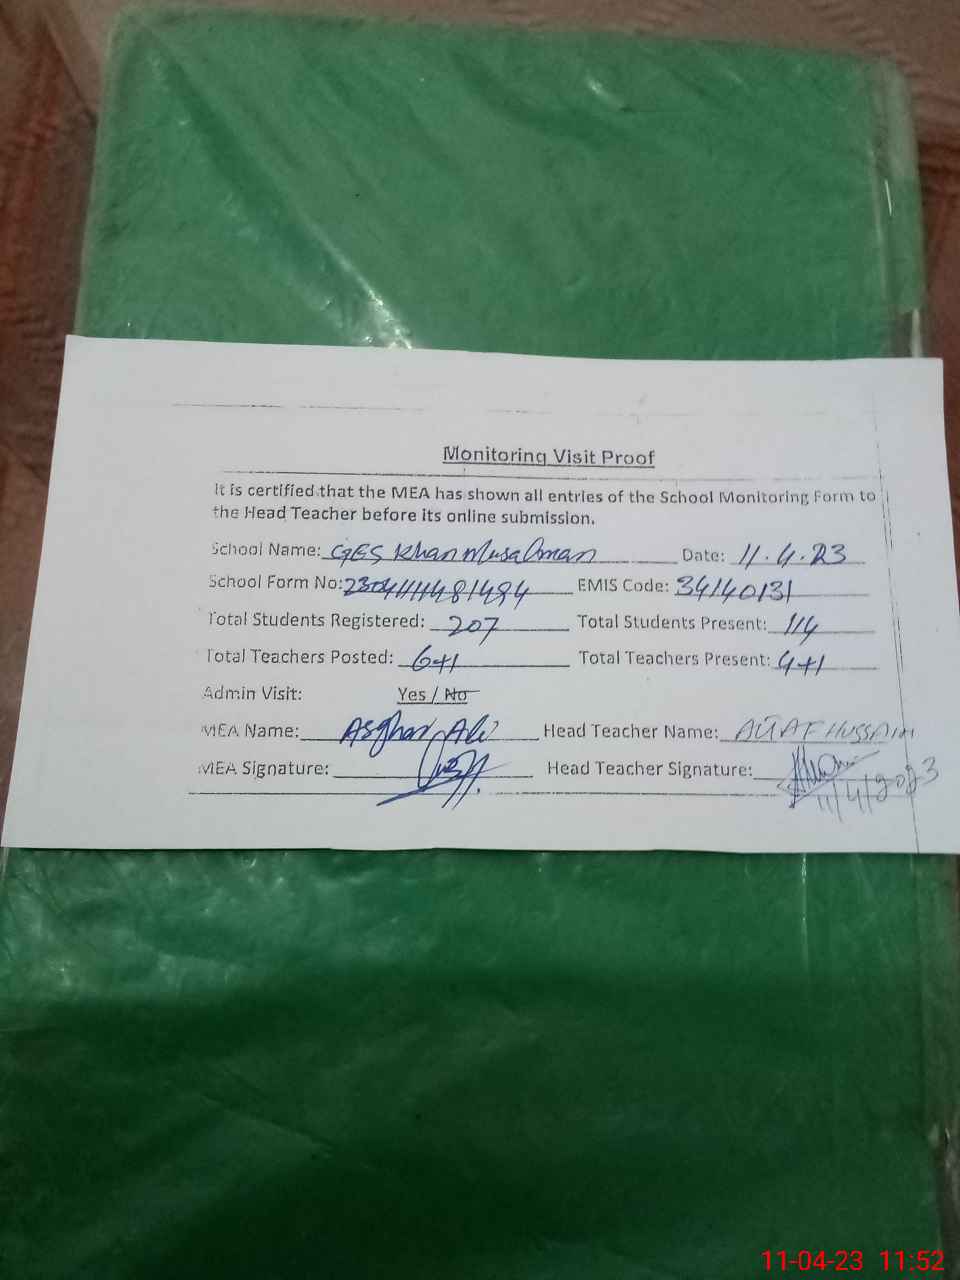 Monitoring Visit Proof
It is certified that the MEA has shown all entries of the School Monitoring Form to
the Head Teacher before its online submission.
School Name: GES Khan Musalman Date: 11.4.23
School Form No: EMIS Code: 34140131
Total Students Registered: 207 Total Students Present: 114
Total Teachers Posted: 6+1 Total Teachers Present: 4+1
Admin Visit: Yes / No
MEA Name: Asghar Ali Head Teacher Name: ALTAF HUSSAIN
MEA Signature: Head Teacher Signature:
11/4/2023
11-04-23 11:52